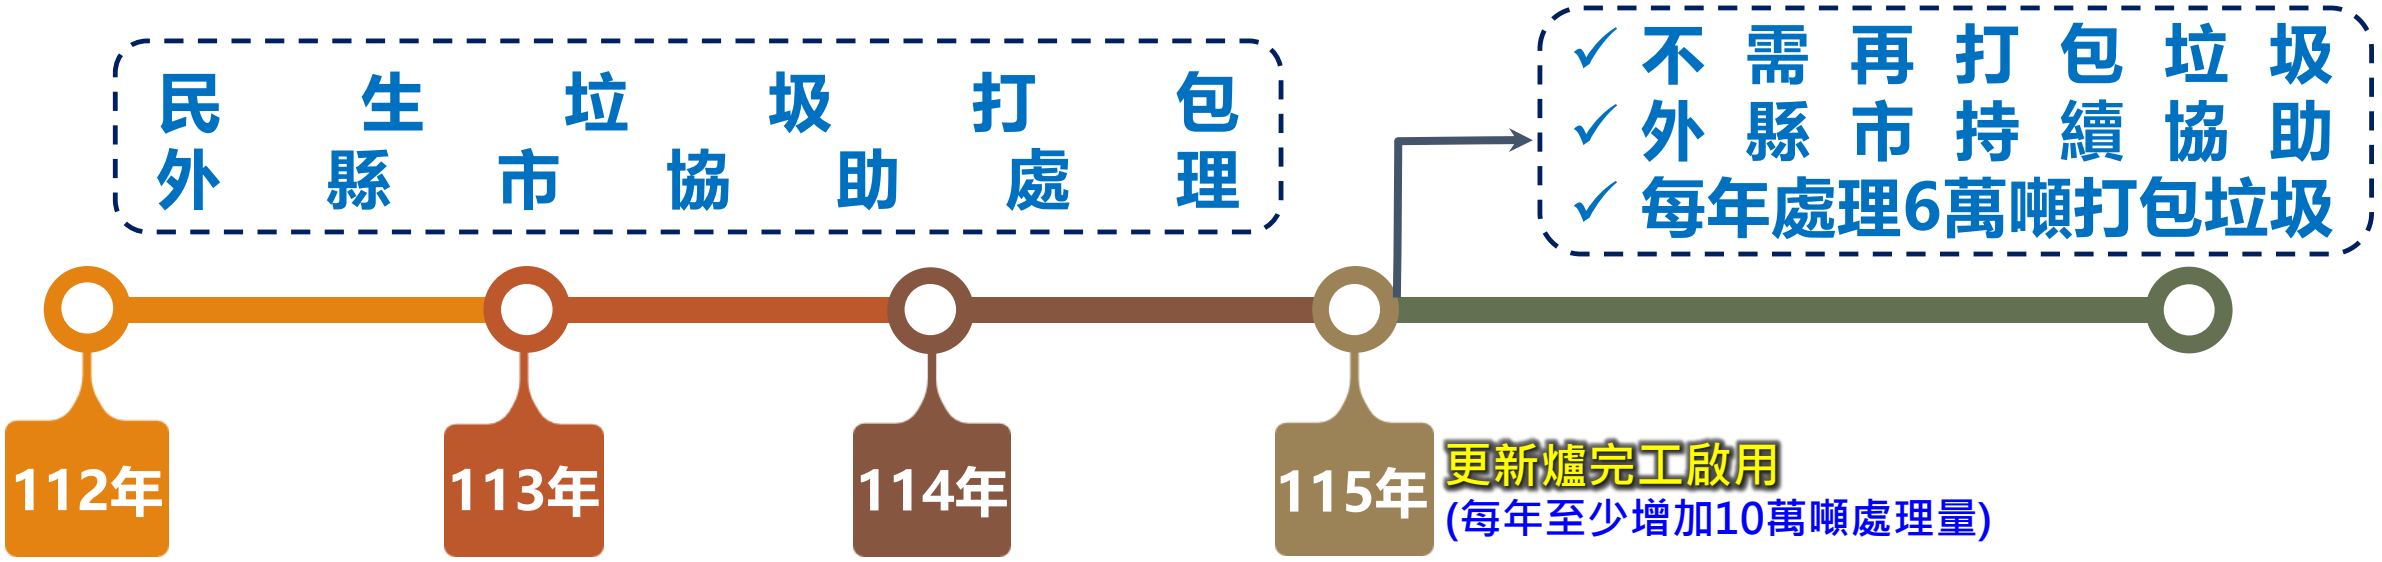 民生垃圾打包
外縣市協助處理
✓ 不需再打包垃圾
✓ 外縣市持續協助
✓ 每年處理6萬噸打包垃圾
112年
113年
114年
115年
更新爐完工啟用
(每年至少增加10萬噸處理量)